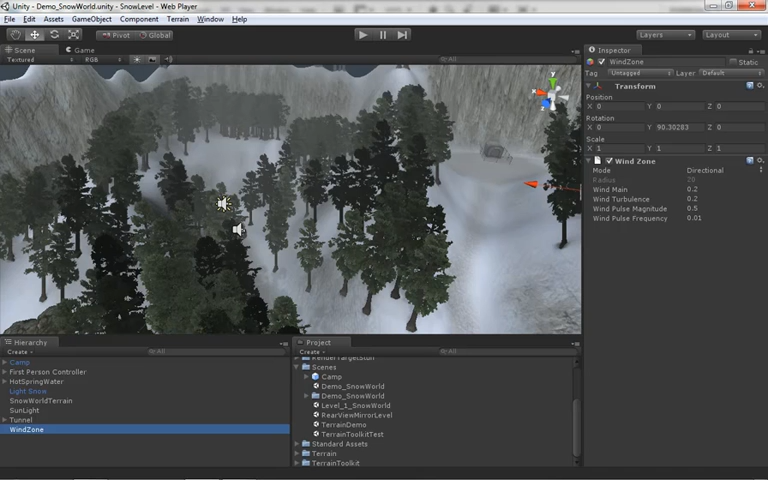 Unity - Demo_SnowWorld.unity - SnowLevel - Web Player
File Edit Assets GameObject Component Terrain Window Help
Pivot Global Layers Layout
Scene Game
Textured RGB All
Inspector
WindZone Static
Tag Untagged Layer Default
Transform
Position
X 0 Y 0 Z 0
Rotation
X 0 Y 90.30283 Z 0
Scale
X 1 Y 1 Z 1
Wind Zone
Mode Directional
Radius 20
Wind Main 0.2
Wind Turbulence 0.2
Wind Pulse Magnitude 0.5
Wind Pulse Frequency 0.01
y
x
z
Hierarchy
Create All
Camp
First Person Controller
HotSpringWater
Light Snow
SnowWorldTerrain
SunLight
Tunnel
WindZone
Project
Create All
Scenes
Camp
Demo_SnowWorld
Demo_SnowWorld
Level_1_SnowWorld
RearViewMirrorLevel
TerrainDemo
TerrainToolkitTest
Standard Assets
Terrain
TerrainToolkit